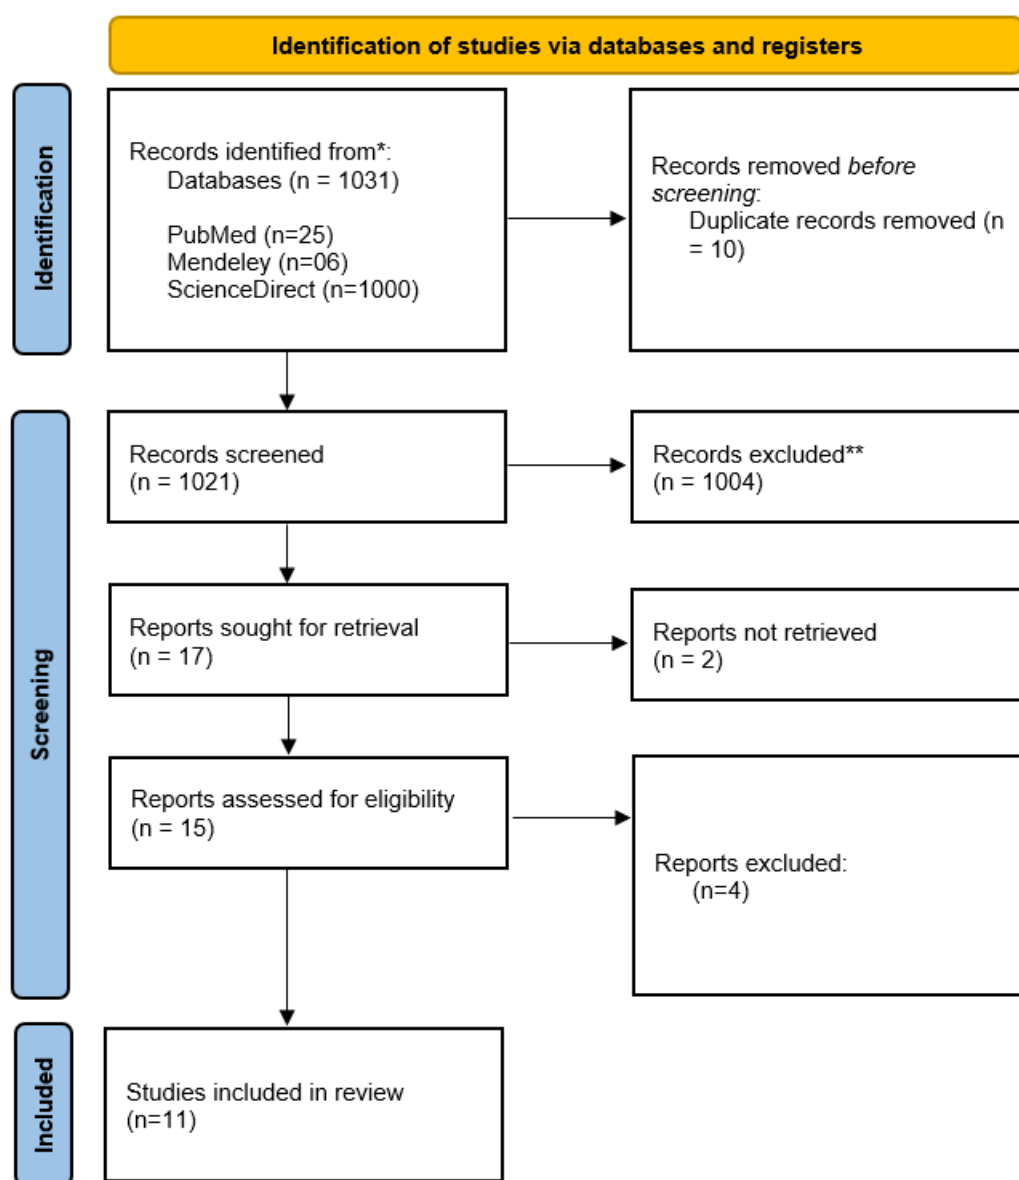 Identification of studies via databases and registers
Identification
Records identified from*:
Databases (n = 1031)
PubMed (n=25)
Mendeley (n=06)
ScienceDirect (n=1000)
Records removed before
screening:
Duplicate records removed (n
= 10)
Screening
Records screened
(n = 1021)
Records excluded**
(n = 1004)
Reports sought for retrieval
(n = 17)
Reports not retrieved
(n = 2)
Reports assessed for eligibility
(n = 15)
Reports excluded:
(n=4)
Included
Studies included in review
(n=11)